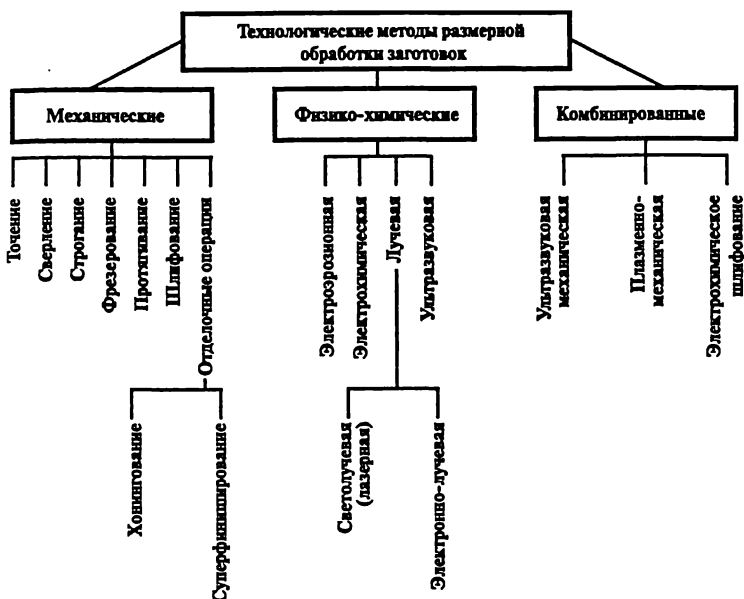 Технологические методы размерной
обработки заготовок
Механические
Физико-химические
Комбинированные
Точение
Сверление
Строгание
Фрезерование
Протягивание
Шлифование
Отделочные операции
Электроэрозионная
Электрохимическая
Лучевая
Ультразвуковая
Ультразвуковая
механическая
Плазменно-
механическая
Электрохимическое
шлифование
Хонингование
Суперфиниширование
Светолучевая
(лазерная)
Электронно-лучевая